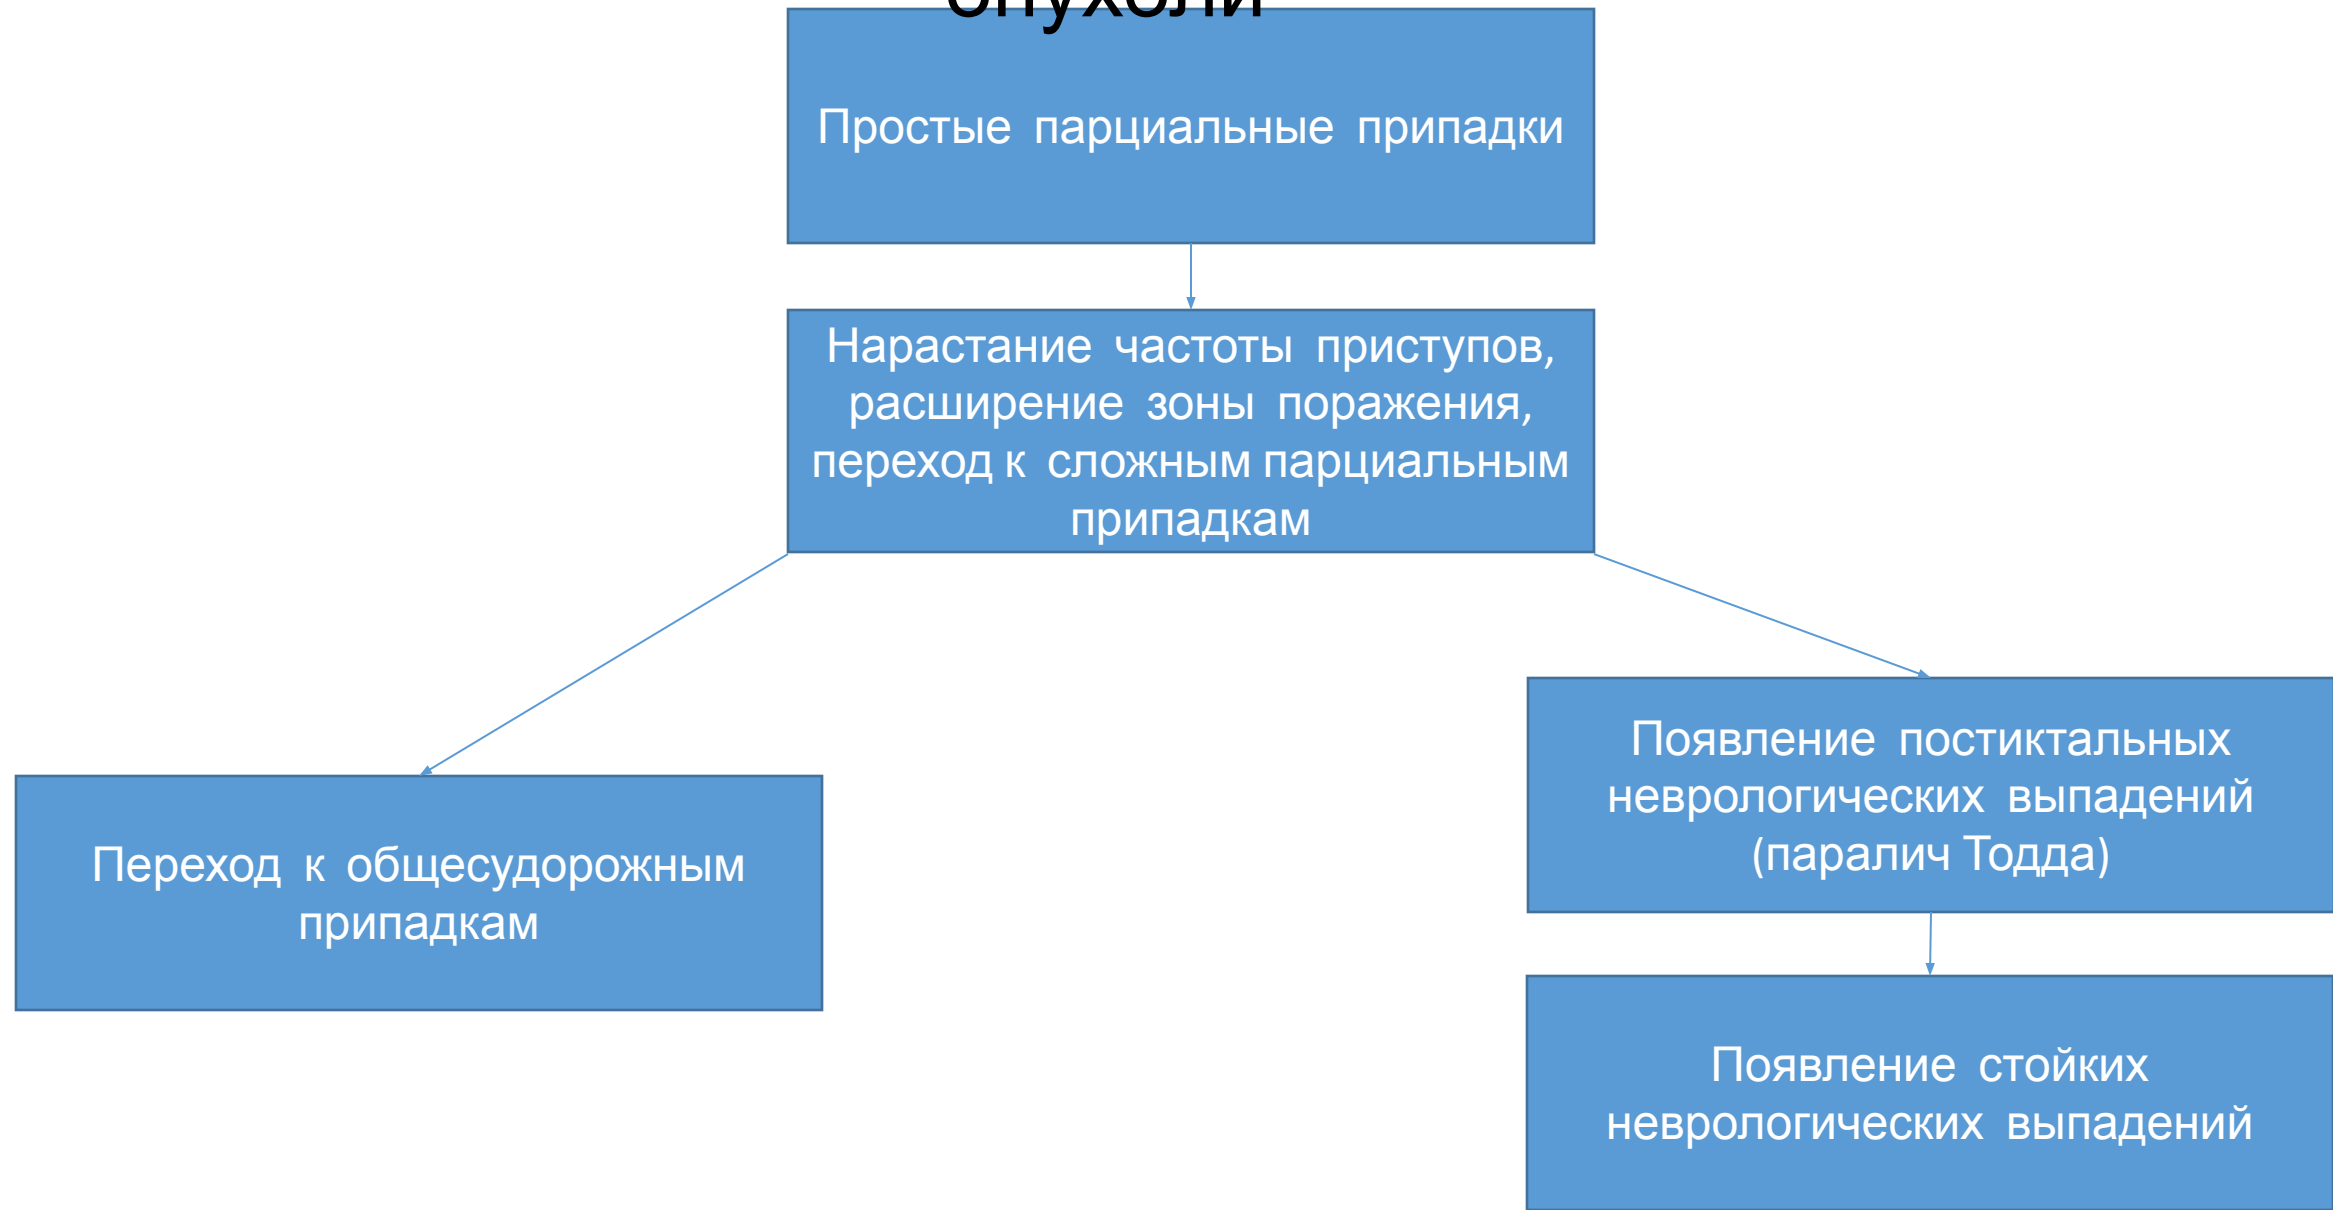 опухоли
Простые парциальные припадки
Нарастание частоты приступов,
расширение зоны поражения,
переход к сложным парциальным
припадкам
Появление постиктальных
неврологических выпадений
(паралич Тодда)
Переход к общесудорожным
припадкам
Появление стойких
неврологических выпадений